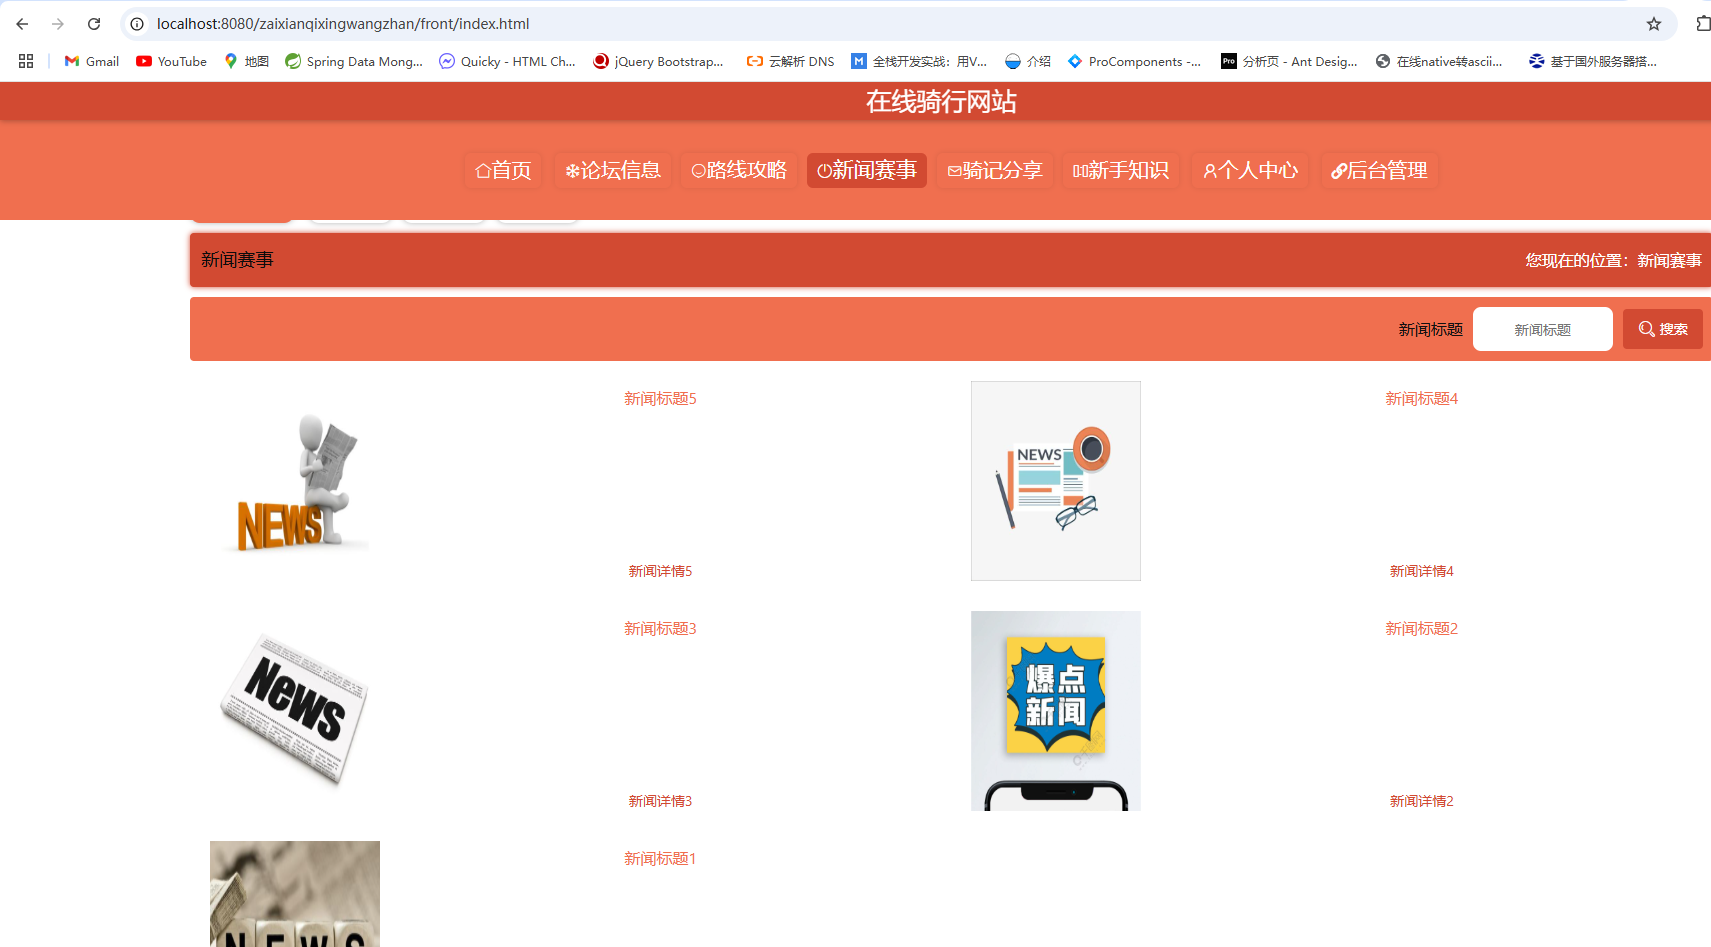 localhost:8080/zaixianqixingwangzhan/front/index.html
Gmail YouTube 地图 Spring Data Mong... Quicky - HTML Ch... jQuery Bootstrap... 云解析 DNS M 全栈开发实战：用V... 介绍 ProComponents -... Pro 分析页 - Ant Desig... 在线native转ascii... 基于国外服务器搭...
在线骑行网站
首页 论坛信息 路线攻略 新闻赛事 骑记分享 新手知识 个人中心 后台管理
新闻赛事 您现在的位置：新闻赛事
新闻标题 新闻标题 搜索
新闻标题5 新闻标题4
NEWS
NEWS
新闻详情5 新闻详情4
新闻标题3 新闻标题2
News
爆点
新闻
新闻详情3 新闻详情2
新闻标题1
NEWS